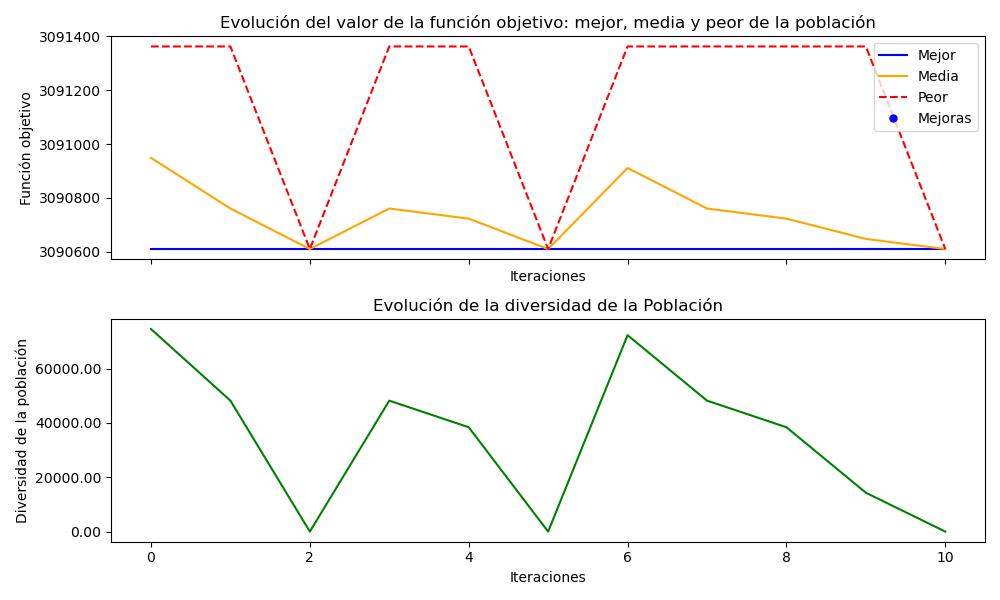 Evolución del valor de la función objetivo: mejor, media y peor de la población
3091400
3091200
3091000
3090800
3090600
Función objetivo
Mejor
Media
Peor
Mejoras
Iteraciones
Evolución de la diversidad de la Población
60000.00
40000.00
20000.00
0.00
Diversidad de la población
0 2 4 6 8 10
Iteraciones